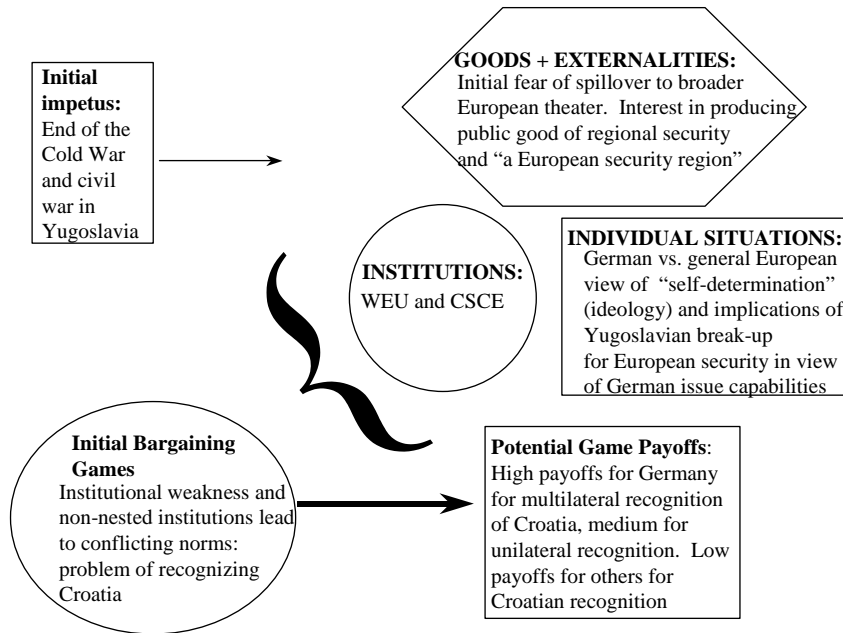 Initial
impetus:
End of the
Cold War
and civil
war in
Yugoslavia
GOODS + EXTERNALITIES:
Initial fear of spillover to broader
European theater.  Interest in producing
public good of regional security
and “a European security region”
INSTITUTIONS:
WEU and CSCE
INDIVIDUAL SITUATIONS:
German vs. general European
view of  “self-determination”
(ideology) and implications of
Yugoslavian break-up
for European security in view
of German issue capabilities
Initial Bargaining
Games
Institutional weakness and
non-nested institutions lead
to conflicting norms:
problem of recognizing
Croatia
Potential Game Payoffs:
High payoffs for Germany
for multilateral recognition
of Croatia, medium for
unilateral recognition.  Low
payoffs for others for
Croatian recognition